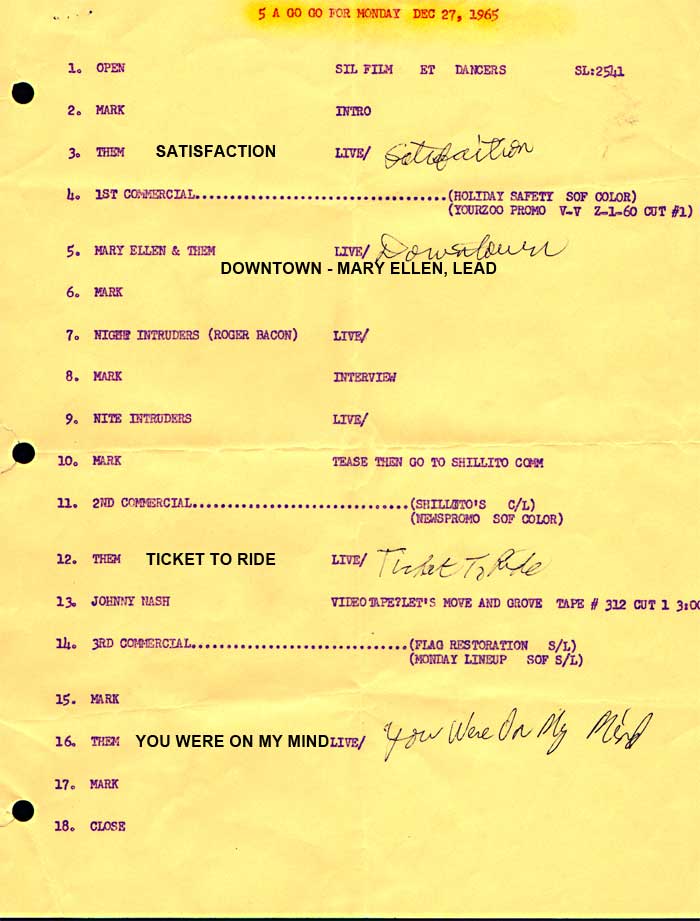 5 A GO GO FOR MONDAY DEC 27, 1965
1. OPEN SIL FILM ET DANCERS SL:2541
2. MARK INTRO
3. THEM SATISFACTION LIVE/ Satisfaction
4. 1ST COMMERCIAL....................................(HOLIDAY SAFETY SOF COLOR)
(YOURZOO PROMO V-V Z-1-60 CUT #1)
5. MARY ELLEN & THEM LIVE/ Downtown
DOWNTOWN - MARY ELLEN, LEAD
6. MARK
7. NIGHT INTRUDERS (ROGER BACON) LIVE/
8. MARK INTERVIEW
9. NITE INTRUDERS LIVE/
10. MARK TEASE THEN GO TO SHILLITO COMM
11. 2ND COMMERCIAL...............................(SHILLITO'S C/L)
(NEWSPROMO SOF COLOR)
12. THEM TICKET TO RIDE LIVE/ Ticket To Ride
13. JOHNNY NASH VIDEOTAPE?LET'S MOVE AND GROVE TAPE # 312 CUT 1 3:00
14. 3RD COMMERCIAL...............................(FLAG RESTORATION S/L)
(MONDAY LINEUP SOF S/L)
15. MARK
16. THEM YOU WERE ON MY MIND LIVE/ You Were On My Mind
17. MARK
18. CLOSE